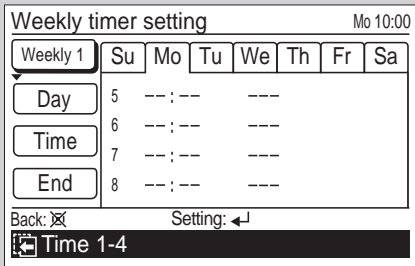 Weekly timer setting Mo 10:00
Weekly 1 Su Mo Tu We Th Fr Sa
Day 5 --:-- ---
6 --:-- ---
Time 7 --:-- ---
End 8 --:-- ---
Back: Setting:
Time 1-4